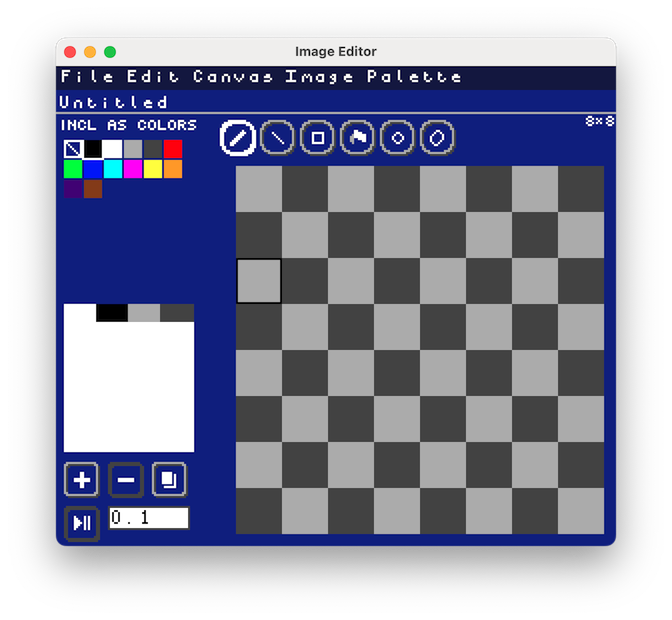 Image Editor
File Edit Canvas Image Palette
Untitled
INCL AS COLORS
8×8
0.1